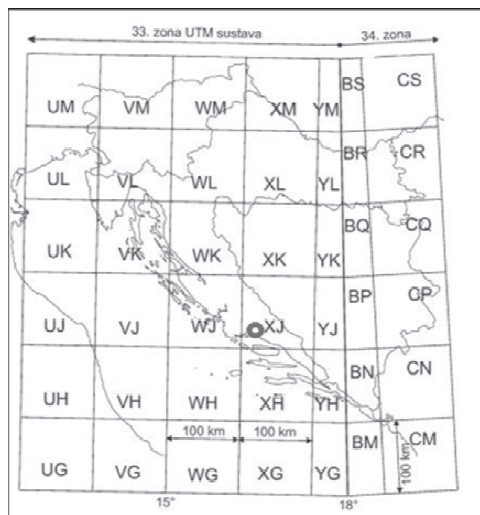 33. zona UTM sustava 34. zona
UM VM WM XM YM BS CS
UL VL WL XL YL BR CR
UK VK WK XK YK BQ CQ
UJ VJ WJ XJ YJ BP CP
UH VH WH XH YH BN CN
100 km 100 km
UG VG WG XG YG BM CM
100 km
15° 18°